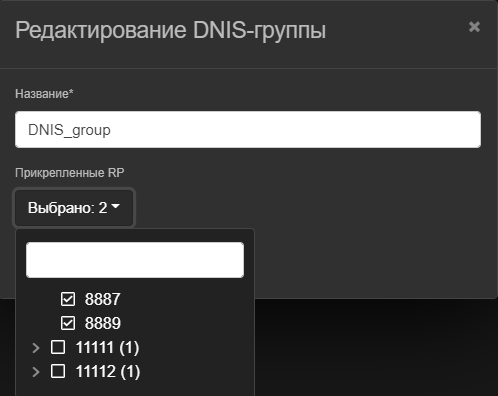 Редактирование DNIS-группы
Название*
DNIS_group
Прикрепленные RP
Выбрано: 2
8887
8889
11111 (1)
11112 (1)